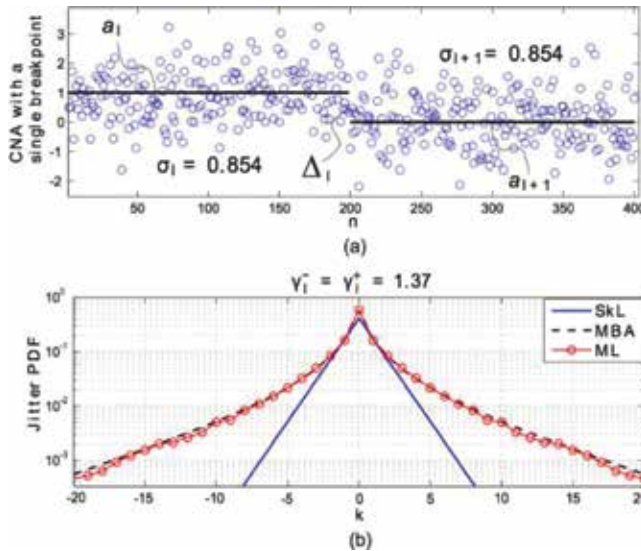 CNA with a
single breakpoint
3
2
1
0
-1
-2
a_l
σ_l = 0.854
Δ_l
σ_{l+1} = 0.854
a_{l+1}
50 100 150 200 250 300 350 400
n
(a)
γ_l^- = γ_l^+ = 1.37
Jitter PDF
10^0
10^-1
10^-2
10^-3
SkL
MBA
ML
-20 -15 -10 -5 0 5 10 15 20
k
(b)